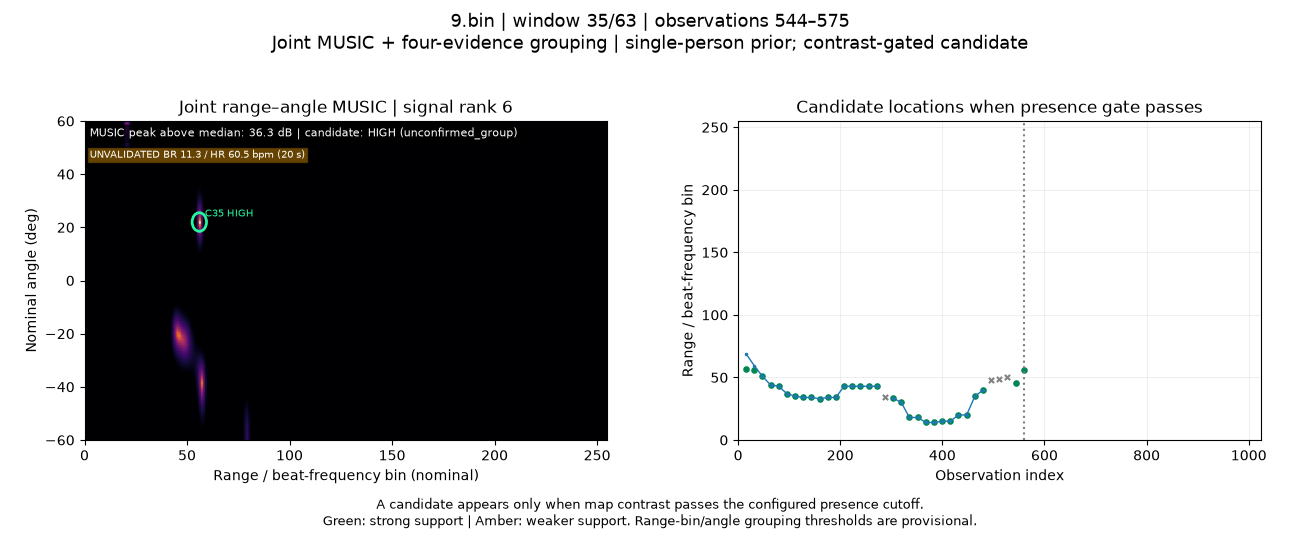 9.bin | window 35/63 | observations 544–575
Joint MUSIC + four-evidence grouping | single-person prior; contrast-gated candidate
Joint range–angle MUSIC | signal rank 6
MUSIC peak above median: 36.3 dB | candidate: HIGH (unconfirmed_group)
UNVALIDATED BR 11.3 / HR 60.5 bpm (20 s)
C35 HIGH
Nominal angle (deg)
60
40
20
0
−20
−40
−60
0
50
100
150
200
250
Range / beat-frequency bin (nominal)
Candidate locations when presence gate passes
Range / beat-frequency bin
250
200
150
100
50
0
0
200
400
600
800
1000
Observation index
A candidate appears only when map contrast passes the configured presence cutoff.
Green: strong support | Amber: weaker support. Range-bin/angle grouping thresholds are provisional.